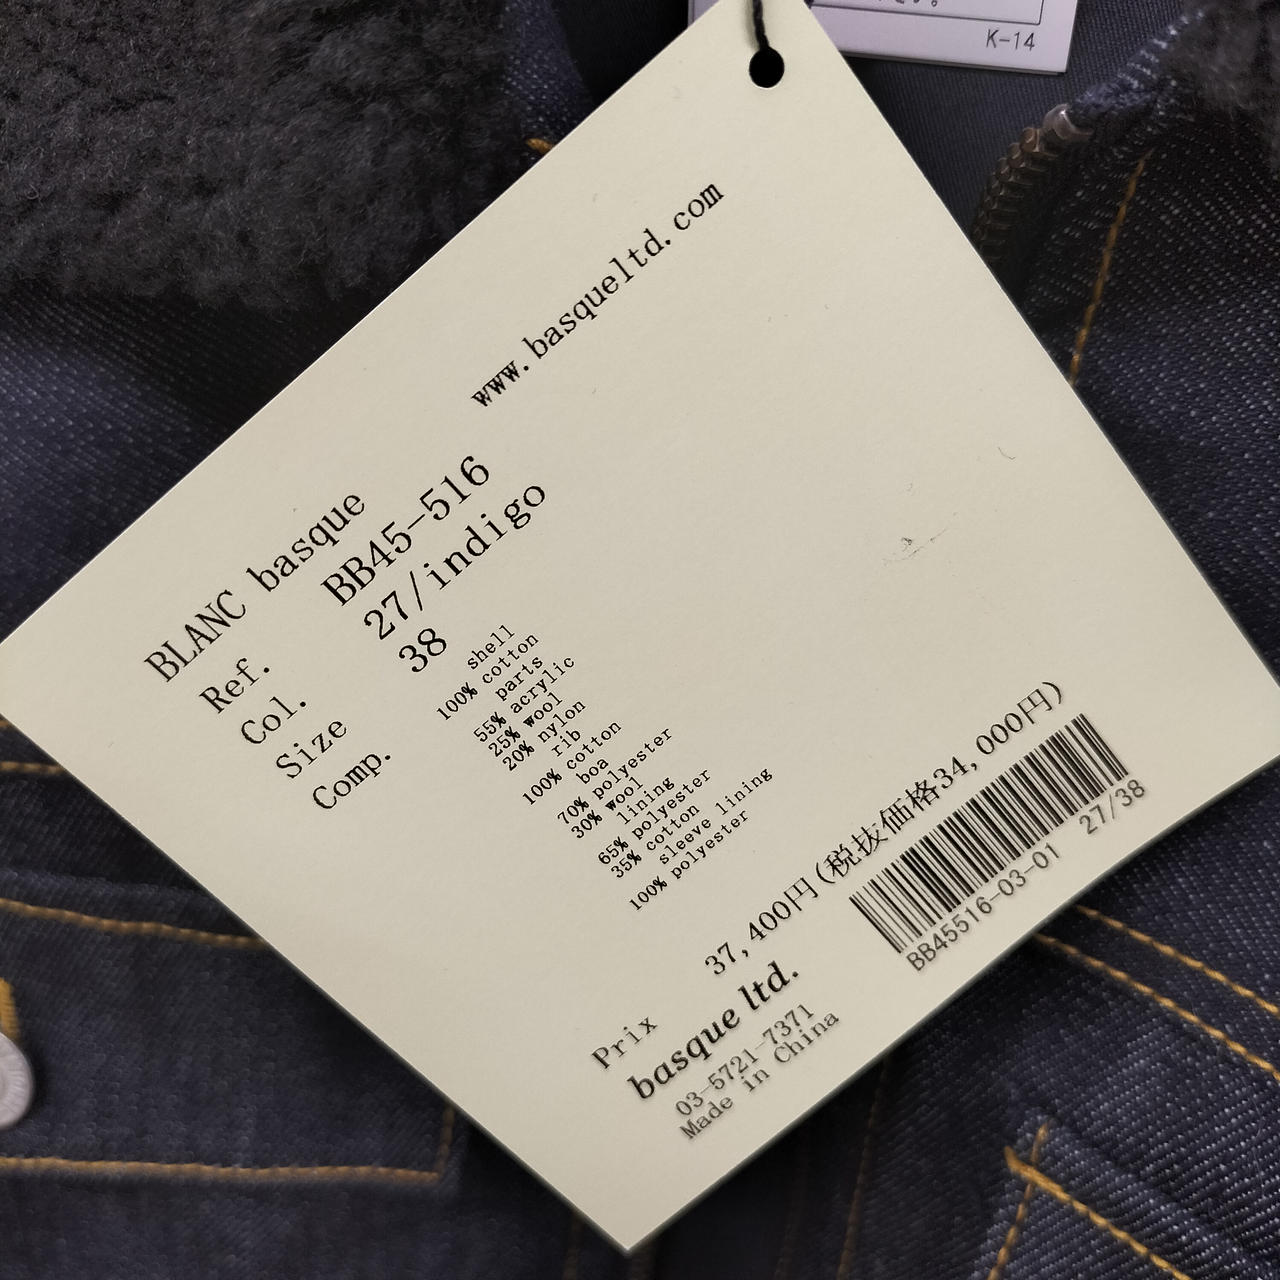 K-14
www.basqueltd.com
BLANC basque
Ref. BB45-516
Col. 27/indigo
Size 38
Comp. shell
100% cotton
parts
55% acrylic
25% wool
20% nylon
rib
100% cotton
boa
70% polyester
30% wool
lining
65% polyester
35% cotton
sleeve lining
100% polyester
Prix 37,400円(税抜価格34,000円)
basque ltd.
03-5721-7371
Made in China
BB45516-03-01 27/38